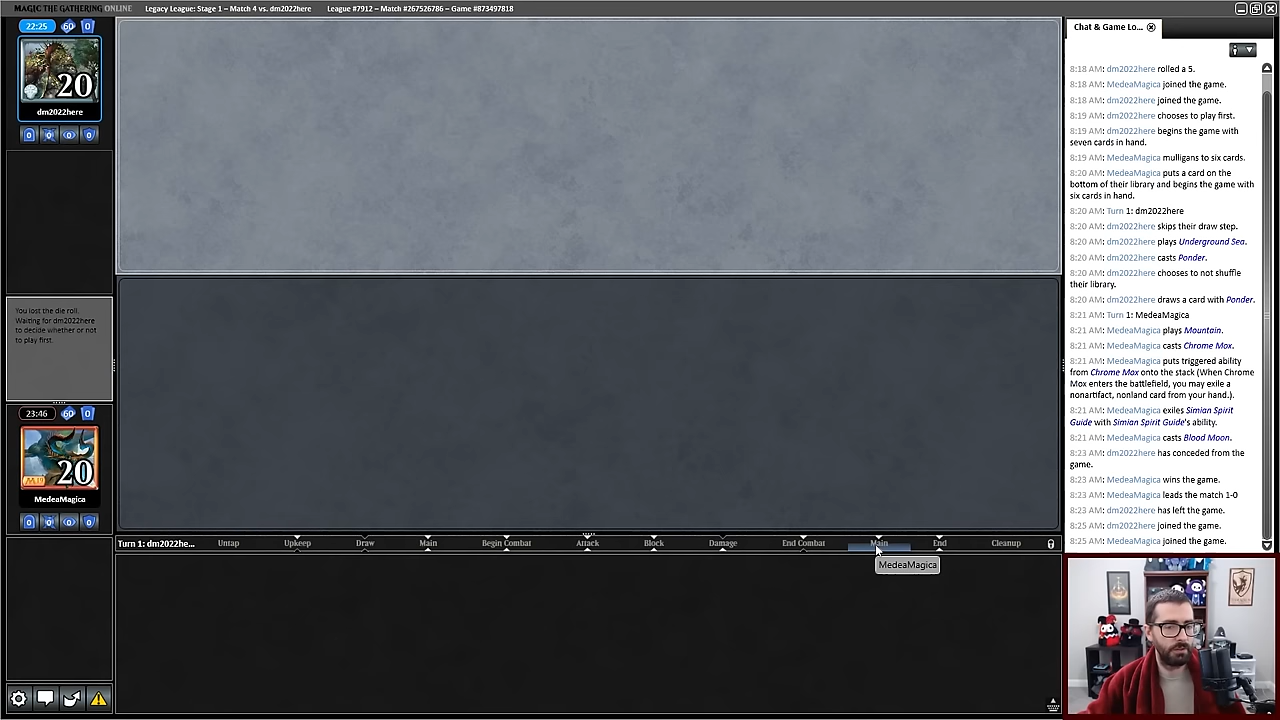 MAGIC THE GATHERING ONLINE Legacy League: Stage 1 – Match 4 vs. dm2022here League #7912 – Match #267526786 – Game #873497818
22:25 60 0
20
dm2022here
0 0 0 0
You lost the die roll.
Waiting for dm2022here
to decide whether or not
to play first.
23:46 60 0
M19
20
MedeaMagica
0 0 0 0
Turn 1: dm2022he... Untap Upkeep Draw Main Begin Combat Attack Block Damage End Combat Main End Cleanup
MedeaMagica
Chat & Game Lo...
8:18 AM: dm2022here rolled a 5.
8:18 AM: MedeaMagica joined the game.
8:18 AM: dm2022here joined the game.
8:19 AM: dm2022here chooses to play first.
8:19 AM: dm2022here begins the game with
seven cards in hand.
8:19 AM: MedeaMagica mulligans to six cards.
8:20 AM: MedeaMagica puts a card on the
bottom of their library and begins the game with
six cards in hand.
8:20 AM: Turn 1: dm2022here
8:20 AM: dm2022here skips their draw step.
8:20 AM: dm2022here plays Underground Sea.
8:20 AM: dm2022here casts Ponder.
8:20 AM: dm2022here chooses to not shuffle
their library.
8:20 AM: dm2022here draws a card with Ponder.
8:21 AM: Turn 1: MedeaMagica
8:21 AM: MedeaMagica plays Mountain.
8:21 AM: MedeaMagica casts Chrome Mox.
8:21 AM: MedeaMagica puts triggered ability
from Chrome Mox onto the stack (When Chrome
Mox enters the battlefield, you may exile a
nonartifact, nonland card from your hand.).
8:21 AM: MedeaMagica exiles Simian Spirit
Guide with Simian Spirit Guide's ability.
8:21 AM: MedeaMagica casts Blood Moon.
8:23 AM: dm2022here has conceded from the
game.
8:23 AM: MedeaMagica wins the game.
8:23 AM: MedeaMagica leads the match 1-0
8:23 AM: dm2022here has left the game.
8:25 AM: dm2022here joined the game.
8:25 AM: MedeaMagica joined the game.